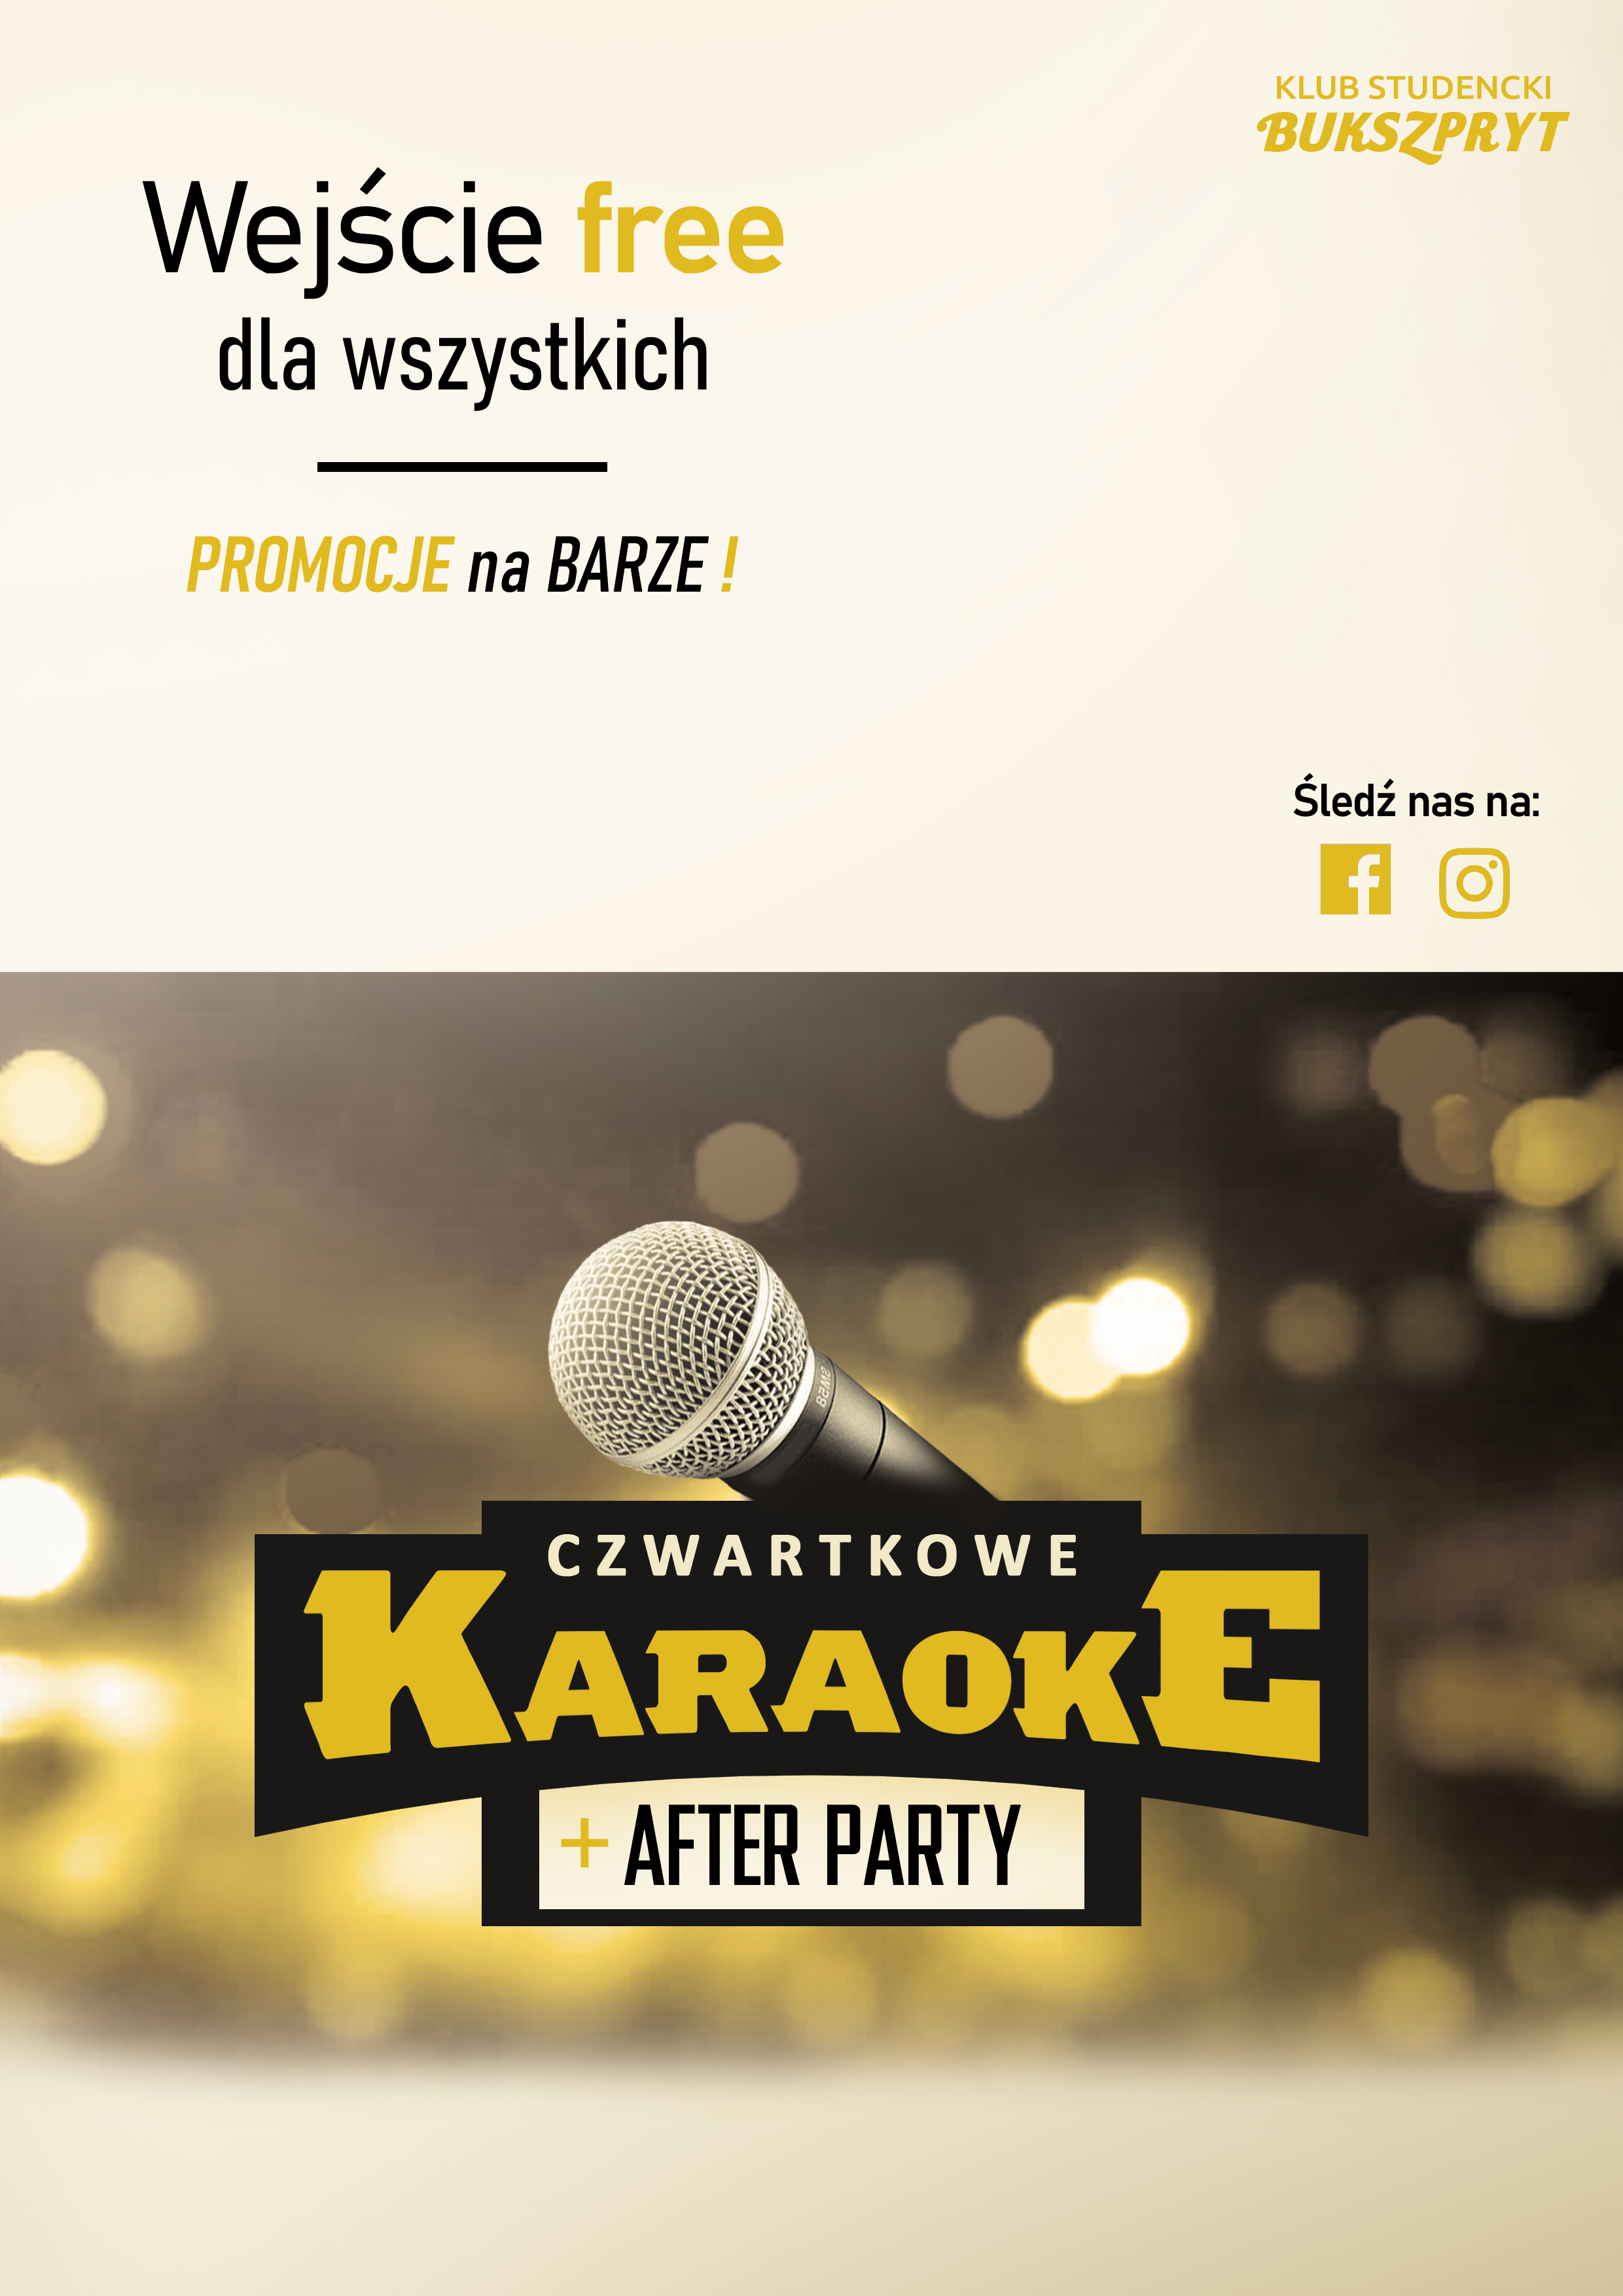 KLUB STUDENCKI
BUKSZPRYT
Wejście free
dla wszystkich
PROMOCJE na BARZE !
Śledź nas na:
CZWARTKOWE
KARAOKE
+ AFTER PARTY